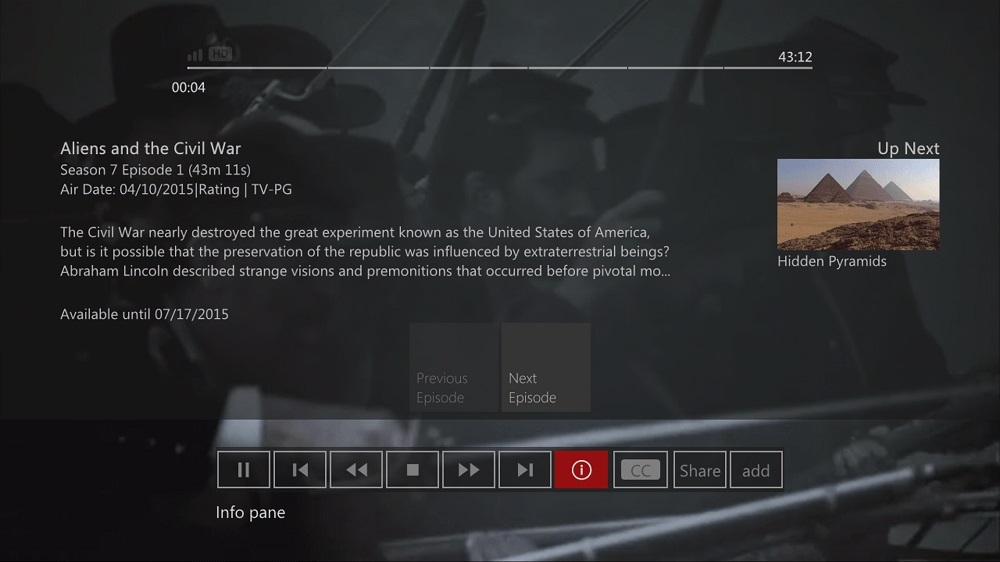 HD
43:12
00:04
Aliens and the Civil War
Season 7 Episode 1 (43m 11s)
Air Date: 04/10/2015|Rating | TV-PG
The Civil War nearly destroyed the great experiment known as the United States of America,
but is it possible that the preservation of the republic was influenced by extraterrestrial beings?
Abraham Lincoln described strange visions and premonitions that occurred before pivotal mo...
Available until 07/17/2015
Up Next
Hidden Pyramids
Previous
Episode
Next
Episode
CC
Share
add
Info pane